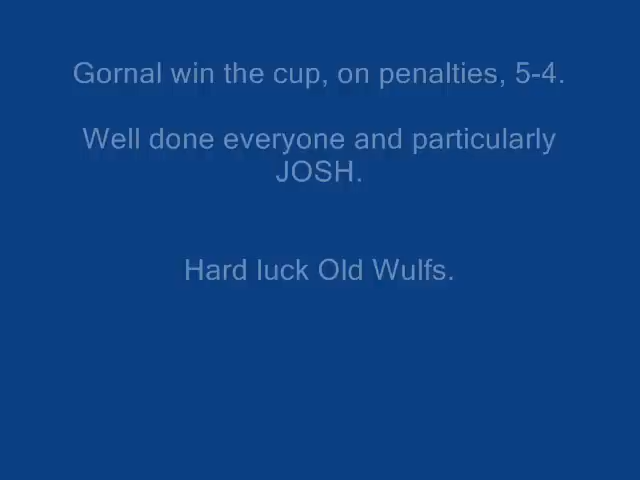 Gornal win the cup, on penalties, 5-4.
Well done everyone and particularly
JOSH.
Hard luck Old Wulfs.